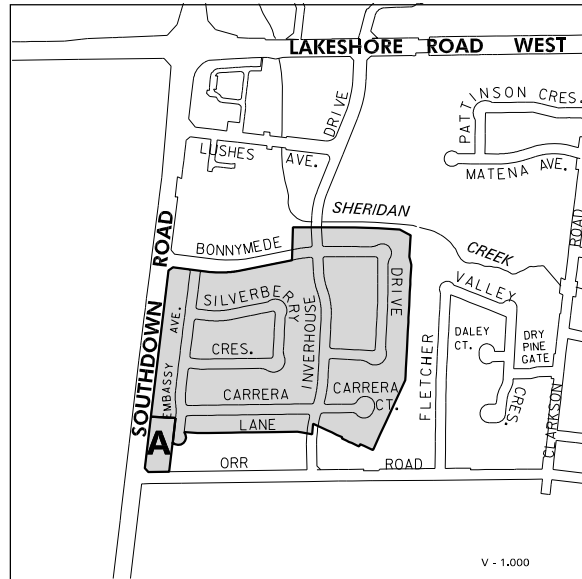 LAKESHORE ROAD WEST
PATTINSON CRES.
DRIVE
LUSHES AVE.
MATENA AVE.
SHERIDAN
CREEK
ROAD
SOUTHDOWN ROAD
BONNYMEDE
DRIVE
VALLEY
SILVERBERRY
CRES.
EMBASSY AVE.
INVERHOUSE
DALEY
CT.
DRY
PINE
GATE
FLETCHER
CARRERA
CARRERA
CT.
CRES.
CLARKSON
LANE
A
ORR ROAD
V - 1.000